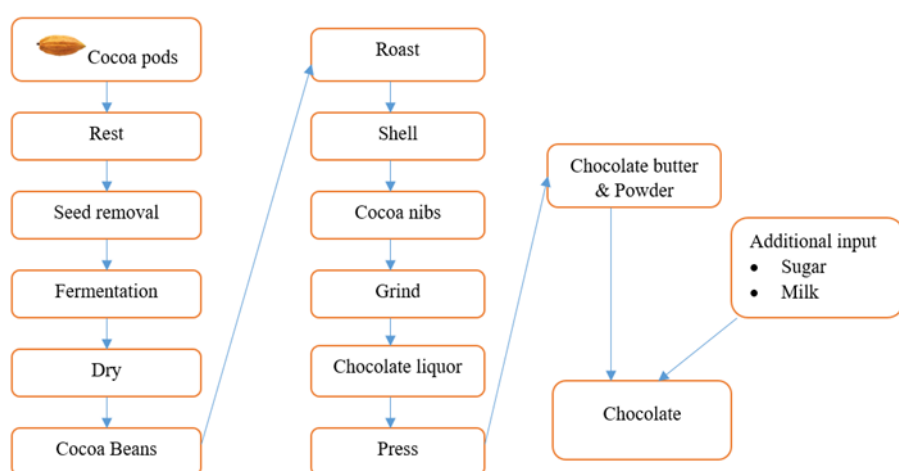 Cocoa pods
Rest
Seed removal
Fermentation
Dry
Cocoa Beans
Roast
Shell
Cocoa nibs
Grind
Chocolate liquor
Press
Chocolate butter
& Powder
Additional input
• Sugar
• Milk
Chocolate